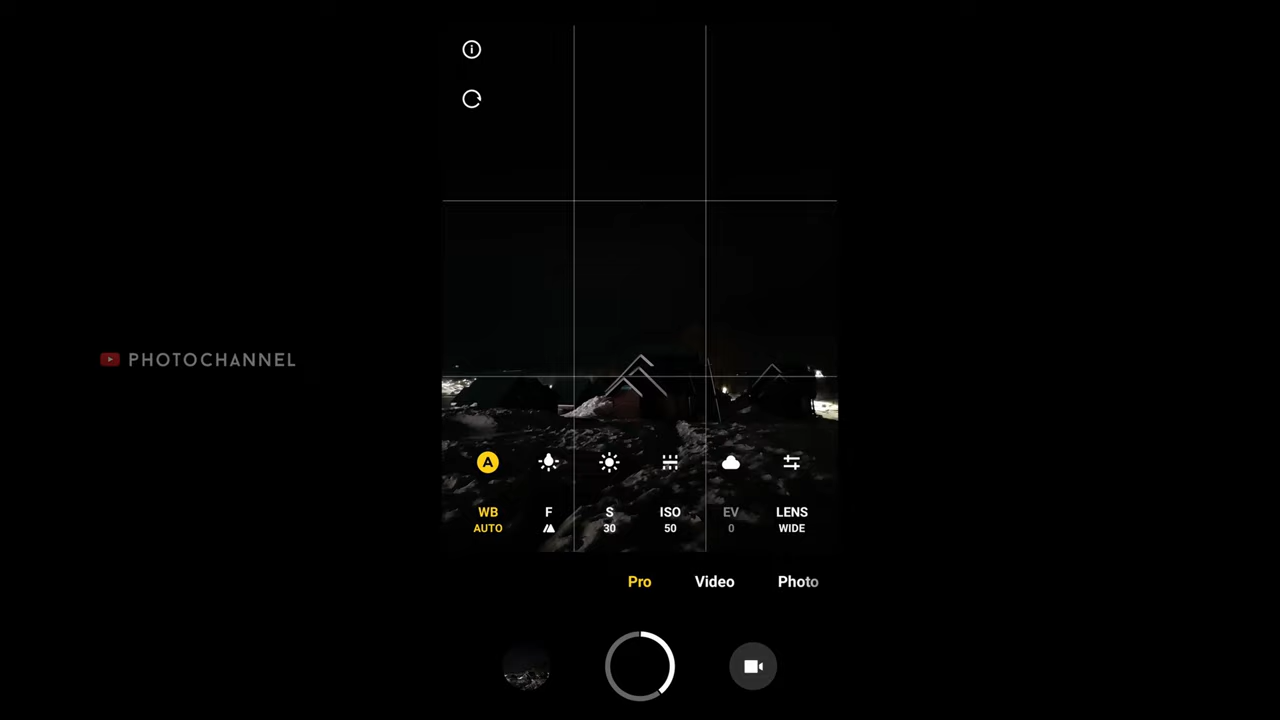 PHOTOCHANNEL
A
WB F S ISO EV LENS
AUTO 30 50 0 WIDE
Pro Video Photo